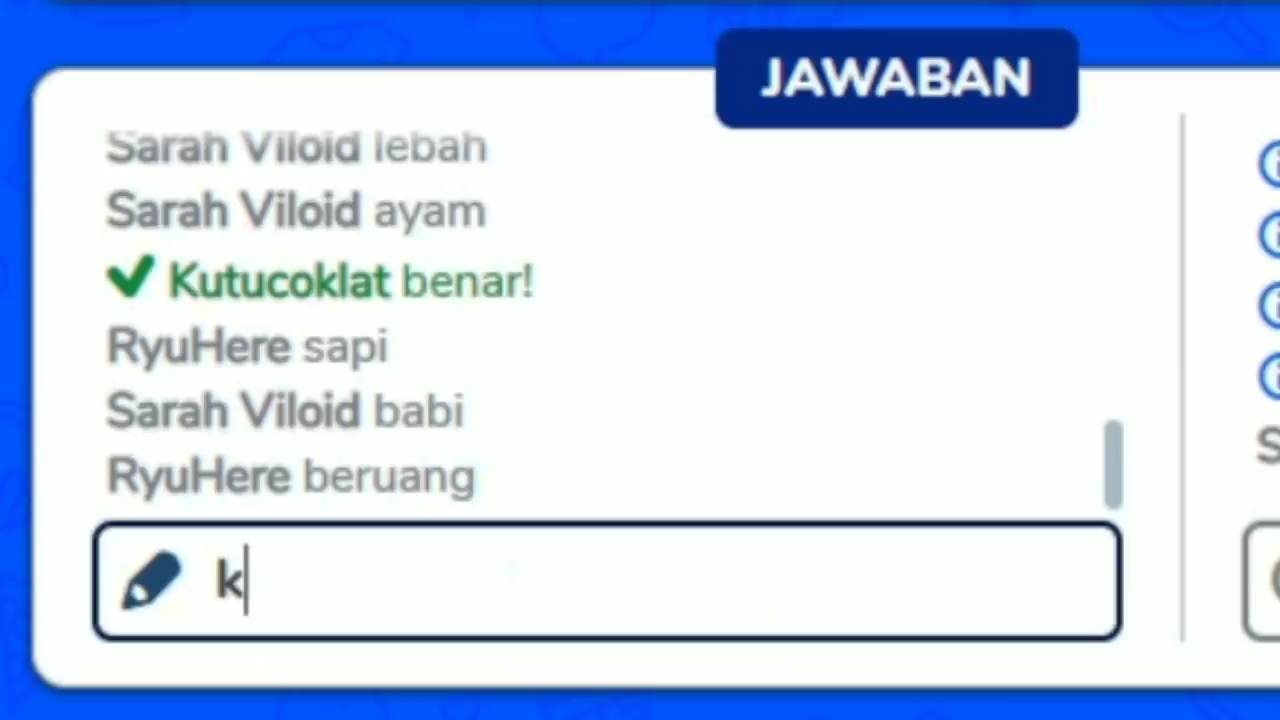 JAWABAN
Sarah Viloid lebah
Sarah Viloid ayam
Kutucoklat benar!
RyuHere sapi
Sarah Viloid babi
RyuHere beruang
k
S